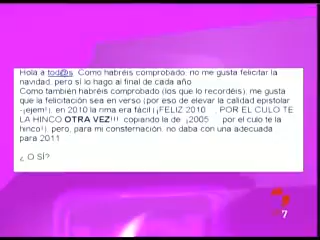 Hola a tod@s. Como habréis comprobado, no me gusta felicitar la
navidad, pero sí lo hago al final de cada año.
Como también habréis comprobado (los que lo recordéis), me gusta
que la felicitación sea en verso (por eso de elevar la calidad epistolar
-¡ejem!), en 2010 la rima era fácil (¡FELIZ 2010... , POR EL CULO TE
LA HINCO OTRA VEZ!!! copiando la de ¡2005.... por el culo te la
hinco!), pero, para mi consternación, no daba con una adecuada
para 2011.
¿ O SÍ?
7